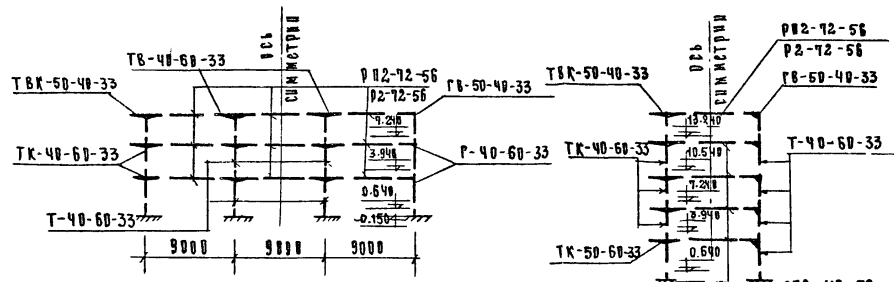 ось
симметрии
ТВ-40-60-33
ТВК-50-40-33
РП2-72-56
Р2-72-56
ГВ-50-40-33
7.240
ТК-40-60-33
3.940
Р-40-60-33
0.640
0.150
Т-40-60-33
9000
9000
9000
ось
симметрии
РП2-72-56
Р2-72-56
ТВК-50-40-33
ГВ-50-40-33
13.840
ТК-40-60-33
10.540
Т-40-60-33
7.240
3.940
ТК-50-60-33
0.640